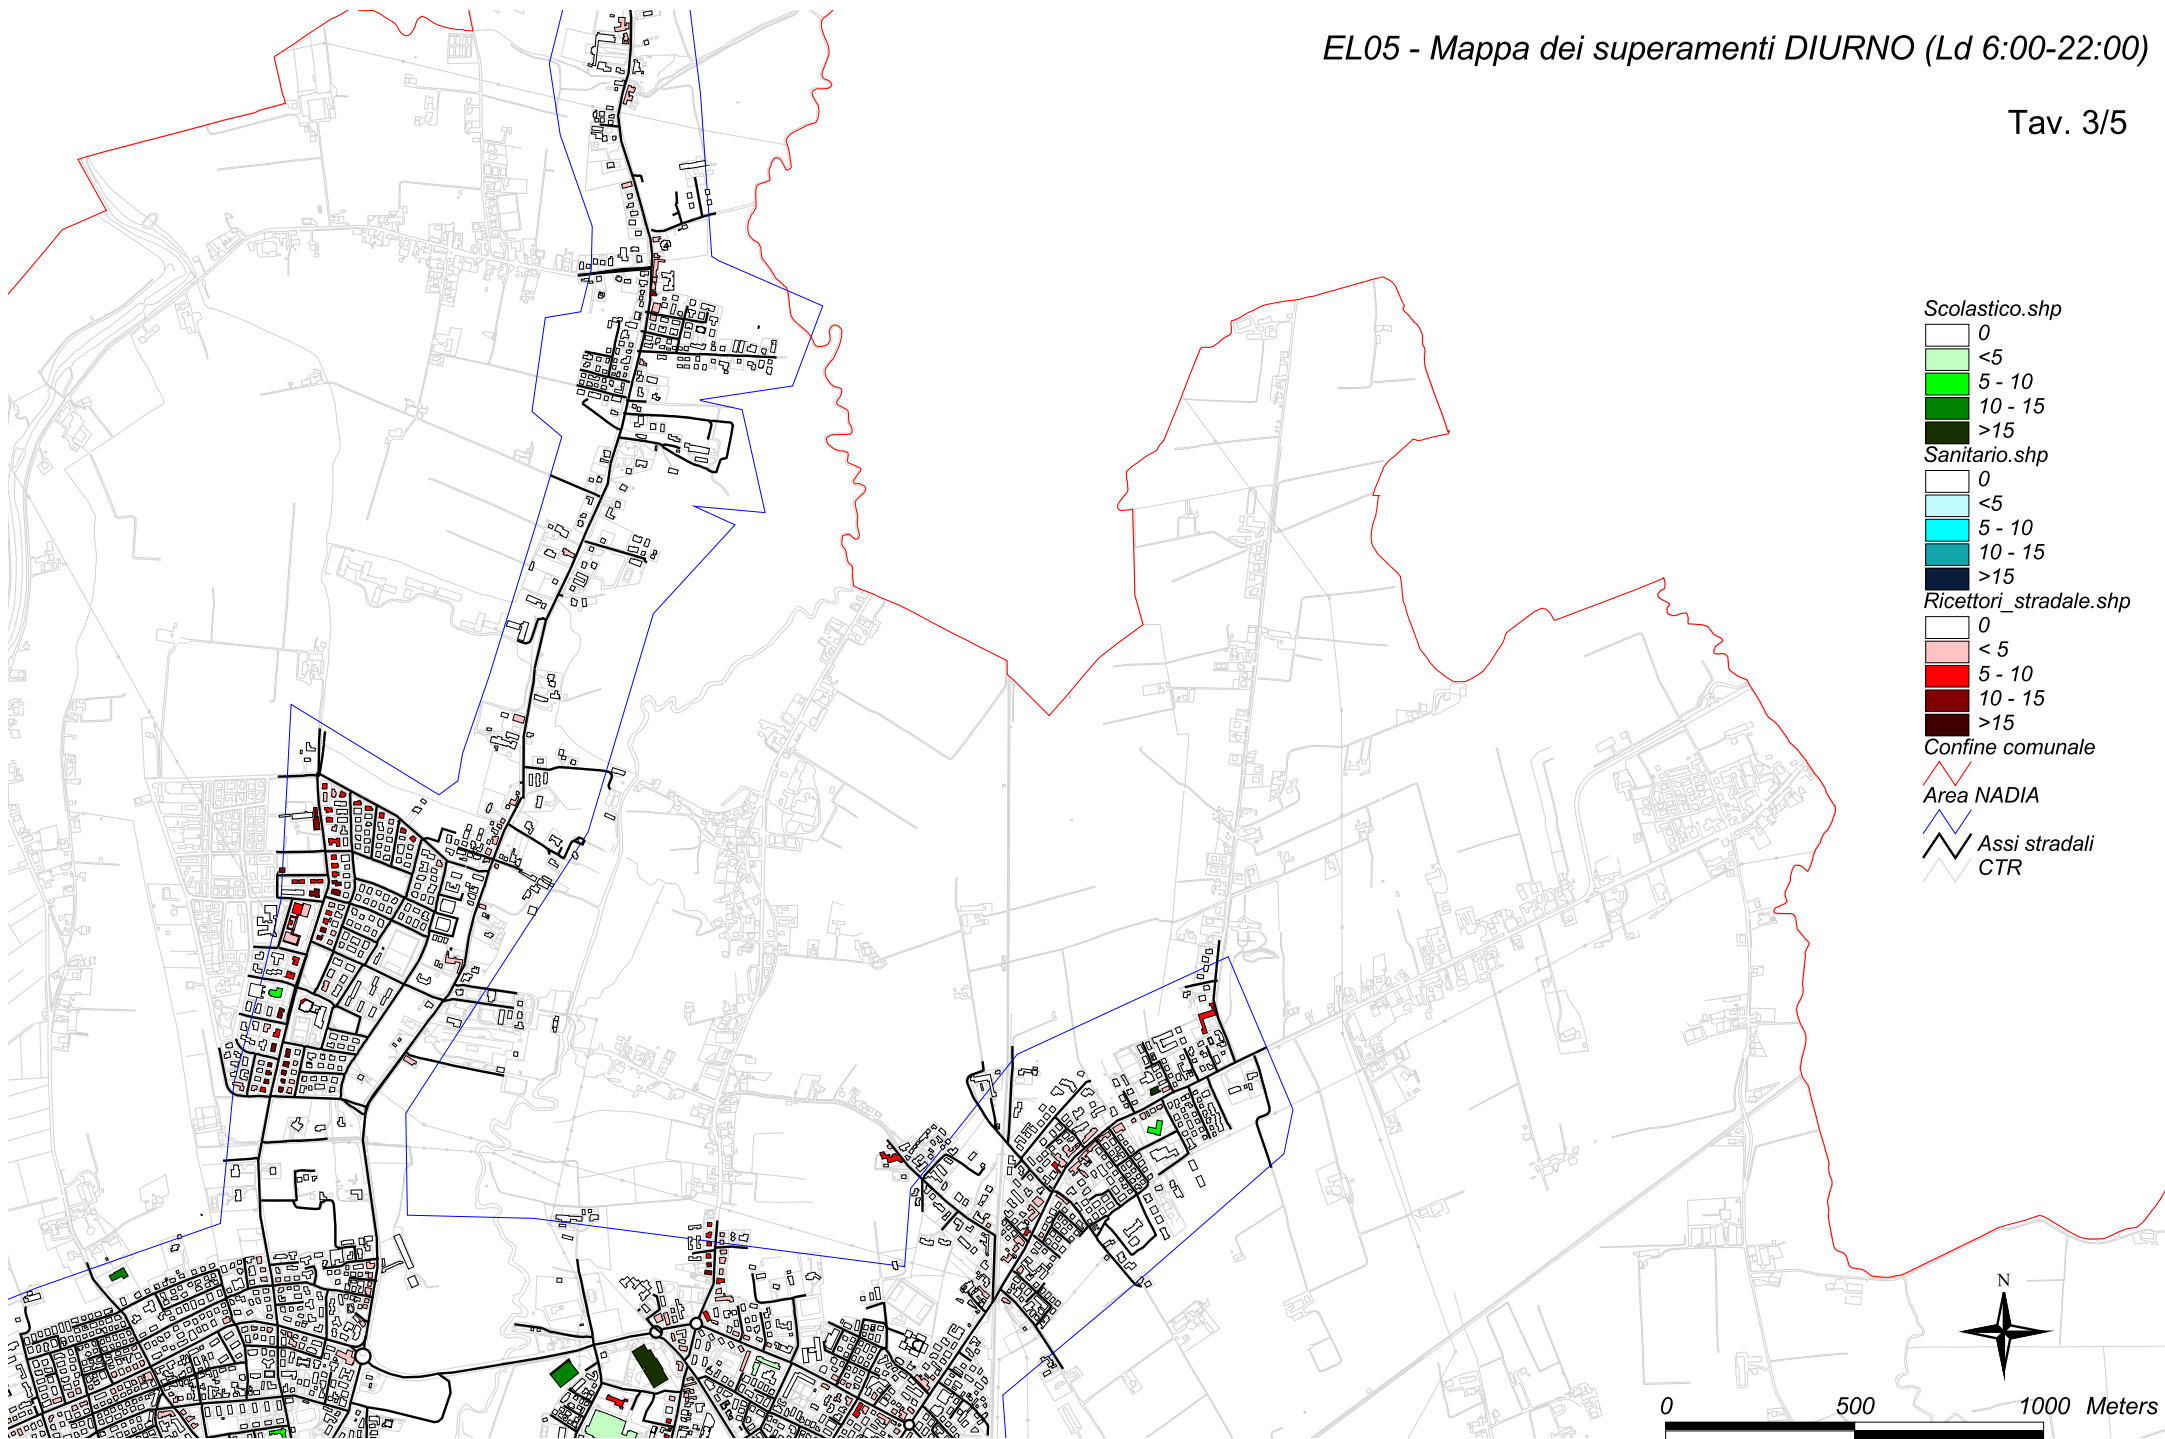 EL05 - Mappa dei superamenti DIURNO (Ld 6:00-22:00)
Tav. 3/5
Scolastico.shp
0
<5
5 - 10
10 - 15
>15
Sanitario.shp
0
<5
5 - 10
10 - 15
>15
Ricettori_stradale.shp
0
< 5
5 - 10
10 - 15
>15
Confine comunale
Area NADIA
Assi stradali
CTR
N
0 500 1000 Meters